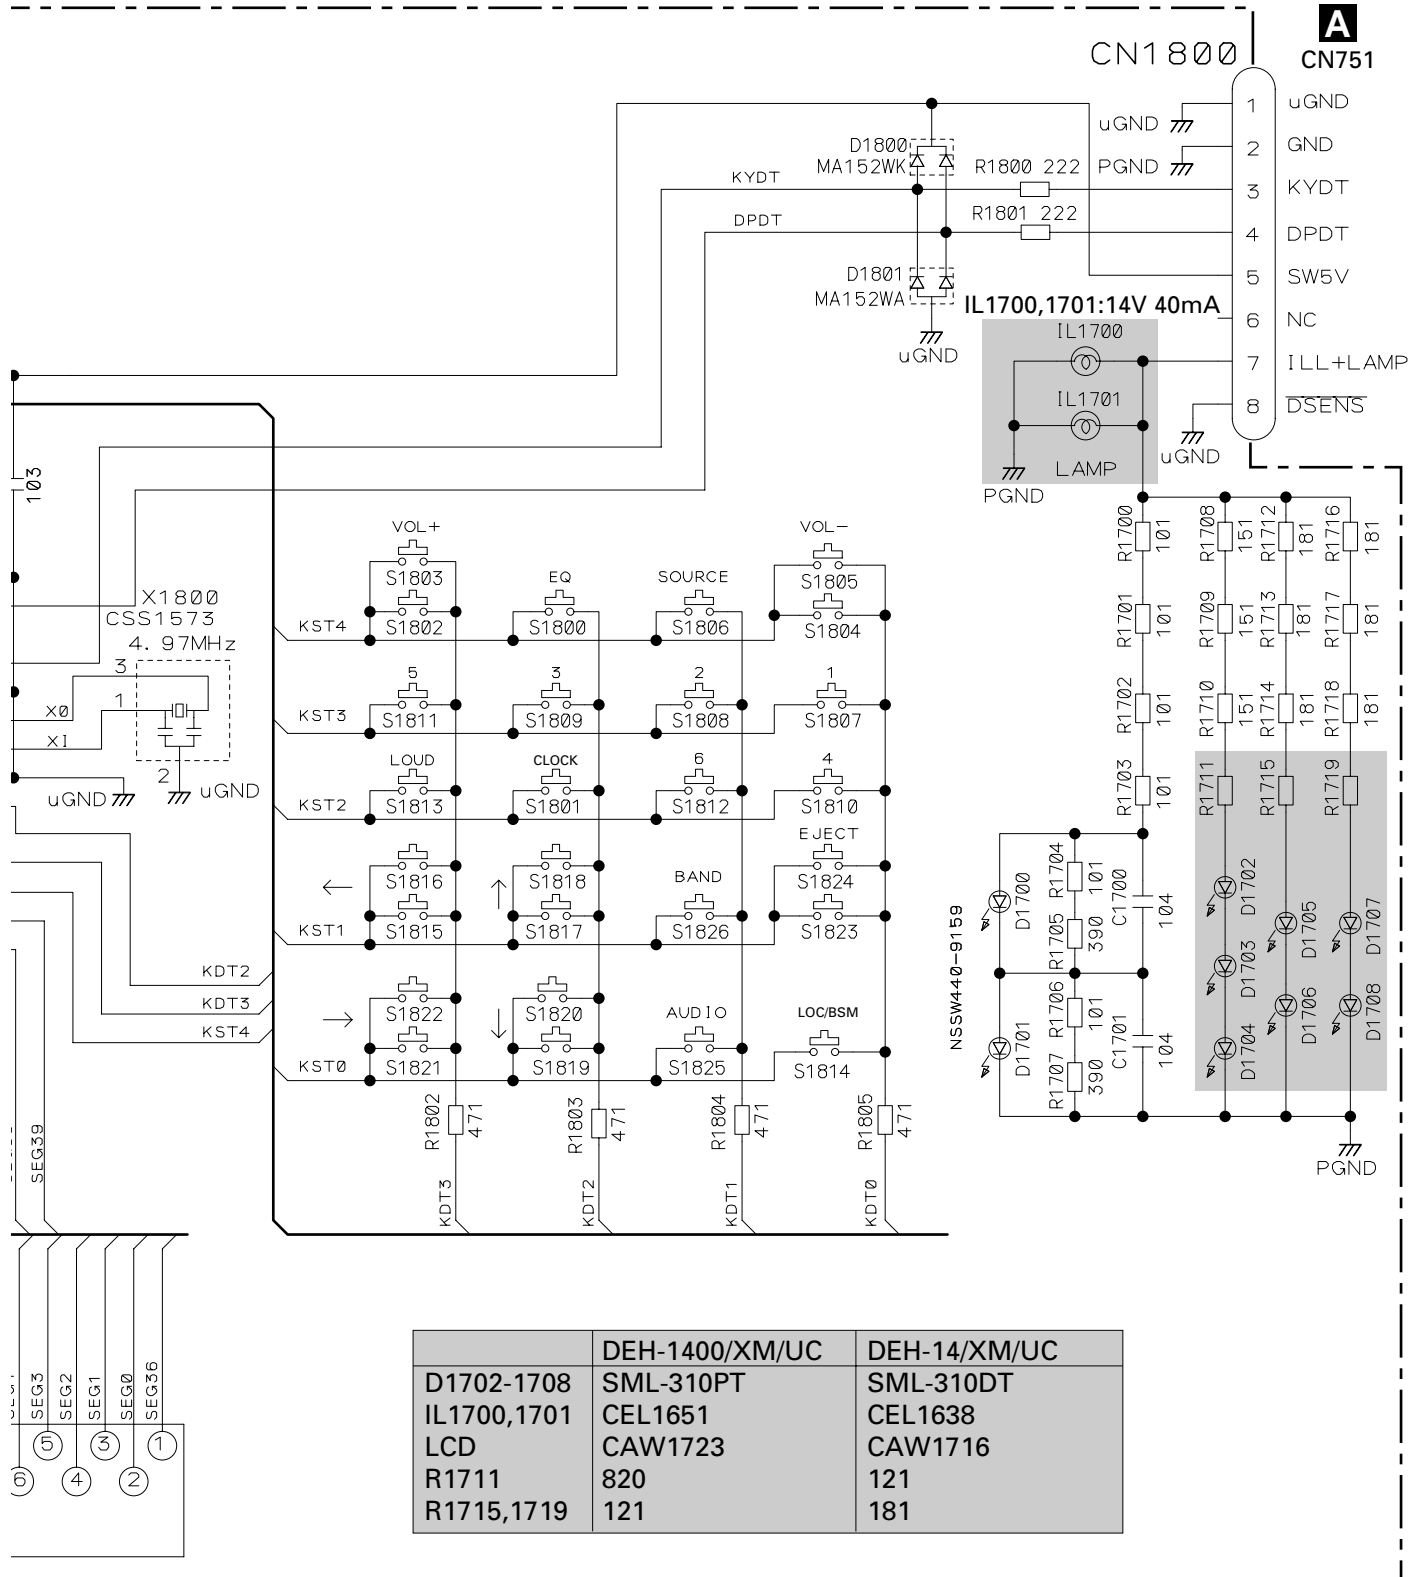 A
CN1800
CN751
1 uGND
uGND
2 GND
PGND
D1800
MA152WK
R1800 222
3 KYDT
KYDT
R1801 222
4 DPDT
DPDT
D1801
MA152WA
5 SW5V
IL1700,1701:14V 40mA
6 NC
uGND
IL1700
7 ILL+LAMP
IL1701
8 DSENS
uGND
LAMP
PGND
103
X1800
CSS1573
4.97MHz
3
1
2
X0
XI
uGND
uGND
VOL+
S1803
S1802
EQ
S1800
SOURCE
S1806
VOL-
S1805
S1804
KST4
5
S1811
3
S1809
2
S1808
1
S1807
KST3
LOUD
S1813
CLOCK
S1801
6
S1812
4
S1810
KST2
←
S1816
S1815
↑
S1818
S1817
BAND
S1826
EJECT
S1824
S1823
KST1
→
S1822
S1821
↓
S1820
S1819
AUDIO
S1825
LOC/BSM
S1814
KST0
KDT2
KDT3
KST4
R1802
471
R1803
471
R1804
471
R1805
471
KDT3
KDT2
KDT1
KDT0
R1700
101
R1708
151
R1712
181
R1716
181
R1701
101
R1709
151
R1713
181
R1717
181
R1702
101
R1710
151
R1714
181
R1718
181
R1703
101
R1711
R1715
R1719
NSSW440-9159
D1700
R1704
101
R1705
390
C1700
104
D1701
R1706
101
R1707
390
C1701
104
D1702
D1703
D1704
D1705
D1706
D1707
D1708
PGND
SEG39
SEG3
SEG2
SEG1
SEG0
SEG36
5
3
1
6
4
2
DEH-1400/XM/UC DEH-14/XM/UC
D1702-1708 SML-310PT SML-310DT
IL1700,1701 CEL1651 CEL1638
LCD CAW1723 CAW1716
R1711 820 121
R1715,1719 121 181